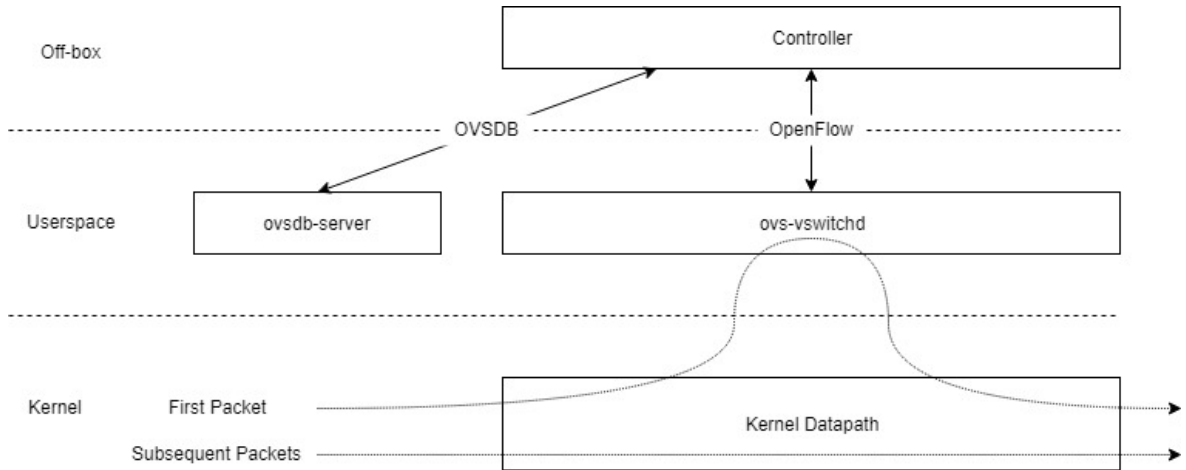 Controller
Off-box
OVSDB
OpenFlow
Userspace
ovsdb-server
ovs-vswitchd
Kernel
First Packet
Kernel Datapath
Subsequent Packets